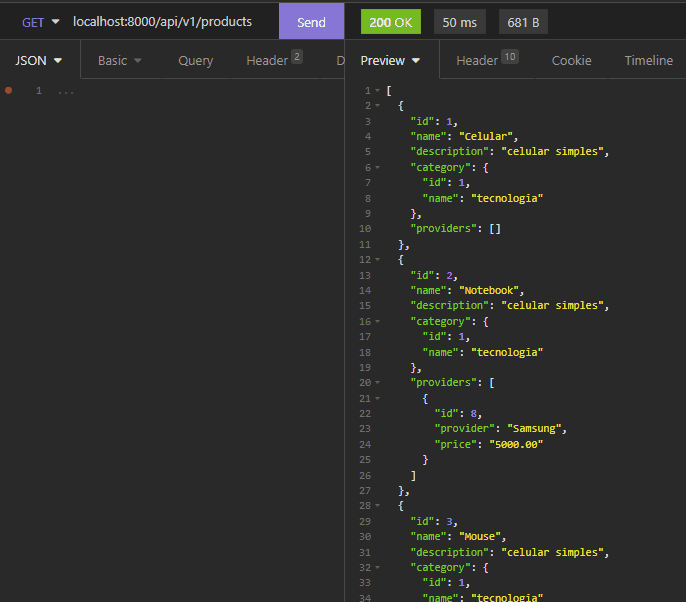 GET localhost:8000/api/v1/products Send 200 OK 50 ms 681 B
JSON Basic Query Header 2 D Preview Header 10 Cookie Timeline
1 ...
1 [
2 {
3 "id": 1,
4 "name": "Celular",
5 "description": "celular simples",
6 "category": {
7 "id": 1,
8 "name": "tecnologia"
9 },
10 "providers": []
11 },
12 {
13 "id": 2,
14 "name": "Notebook",
15 "description": "celular simples",
16 "category": {
17 "id": 1,
18 "name": "tecnologia"
19 },
20 "providers": [
21 {
22 "id": 8,
23 "provider": "Samsung",
24 "price": "5000.00"
25 }
26 ]
27 },
28 {
29 "id": 3,
30 "name": "Mouse",
31 "description": "celular simples",
32 "category": {
33 "id": 1,
34 "name": "tecnologia"